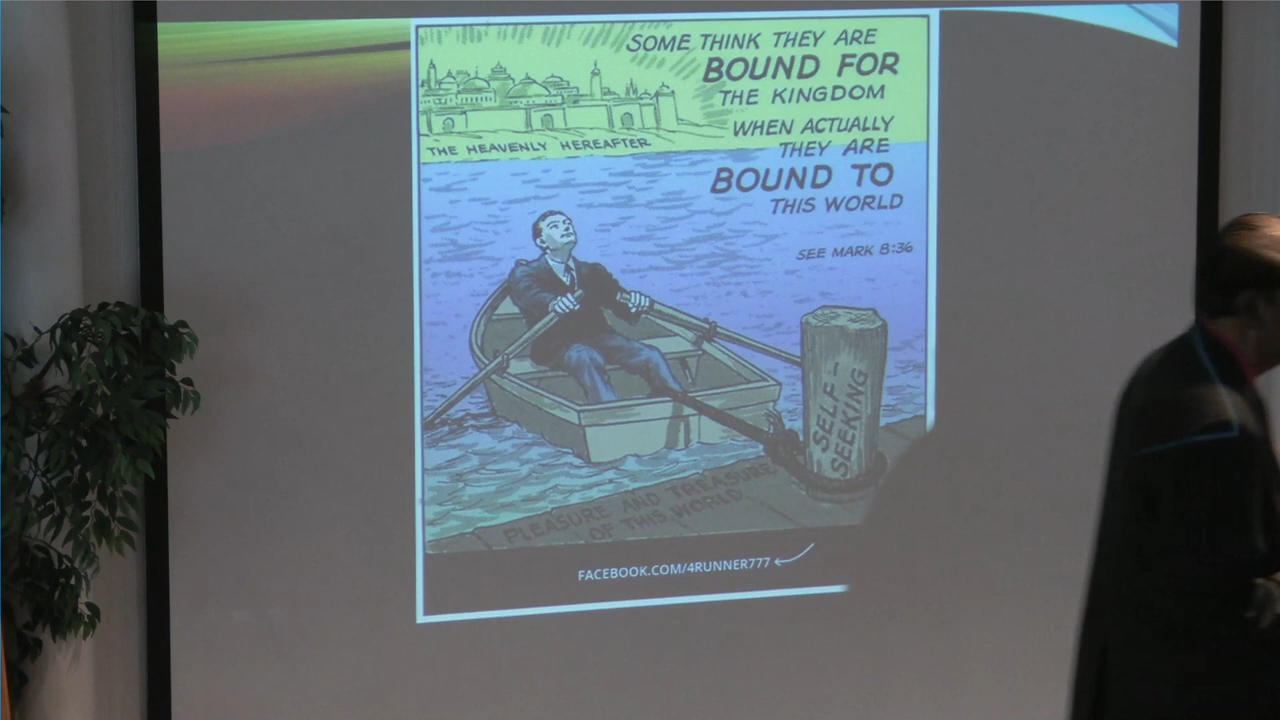 SOME THINK THEY ARE
BOUND FOR
THE KINGDOM
WHEN ACTUALLY
THEY ARE
BOUND TO
THIS WORLD
SEE MARK 8:36
THE HEAVENLY HEREAFTER
SELF-
SEEKING
PLEASURE AND TREASURE
OF THIS WORLD
FACEBOOK.COM/4RUNNER777